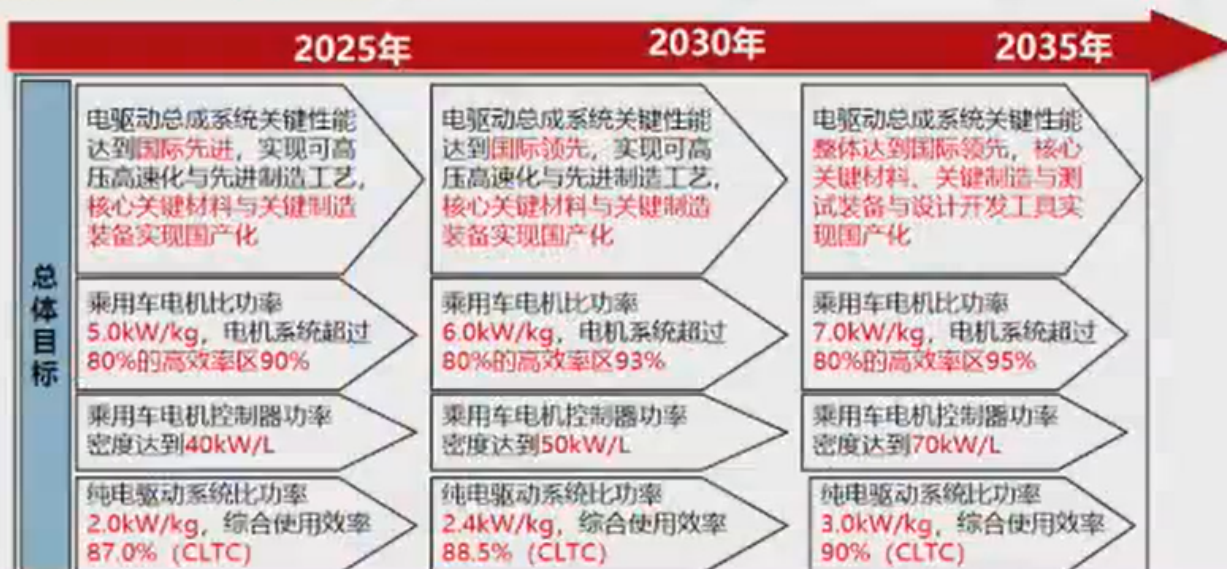 2025年
2030年
2035年
总体目标
电驱动总成系统关键性能
达到国际先进，实现可高
压高速化与先进制造工艺，
核心关键材料与关键制造
装备实现国产化
电驱动总成系统关键性能
达到国际领先，实现可高
压高速化与先进制造工艺，
核心关键材料与关键制造
装备实现国产化
电驱动总成系统关键性能
整体达到国际领先，核心
关键材料、关键制造与测
试装备与设计开发工具实
现国产化
乘用车电机比功率
5.0kW/kg，电机系统超过
80%的高效率区90%
乘用车电机比功率
6.0kW/kg，电机系统超过
80%的高效率区93%
乘用车电机比功率
7.0kW/kg，电机系统超过
80%的高效率区95%
乘用车电机控制器功率
密度达到40kW/L
乘用车电机控制器功率
密度达到50kW/L
乘用车电机控制器功率
密度达到70kW/L
纯电驱动系统比功率
2.0kW/kg，综合使用效率
87.0%（CLTC）
纯电驱动系统比功率
2.4kW/kg，综合使用效率
88.5%（CLTC）
纯电驱动系统比功率
3.0kW/kg，综合使用效率
90%（CLTC）